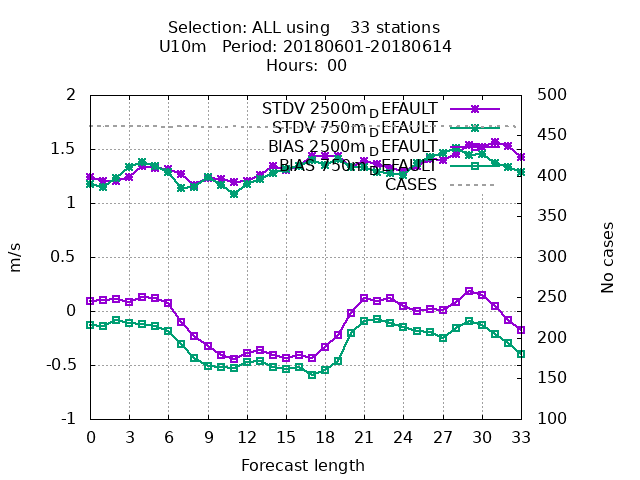 Selection: ALL using 33 stations
U10m Period: 20180601-20180614
Hours: 00
2
1.5
1
0.5
0
-0.5
-1
m/s
500
450
400
350
300
250
200
150
100
No cases
STDV 2500m_DEFAULT
STDV 750m_DEFAULT
BIAS 2500m_DEFAULT
BIAS 750m_DEFAULT
CASES
0 3 6 9 12 15 18 21 24 27 30 33
Forecast length